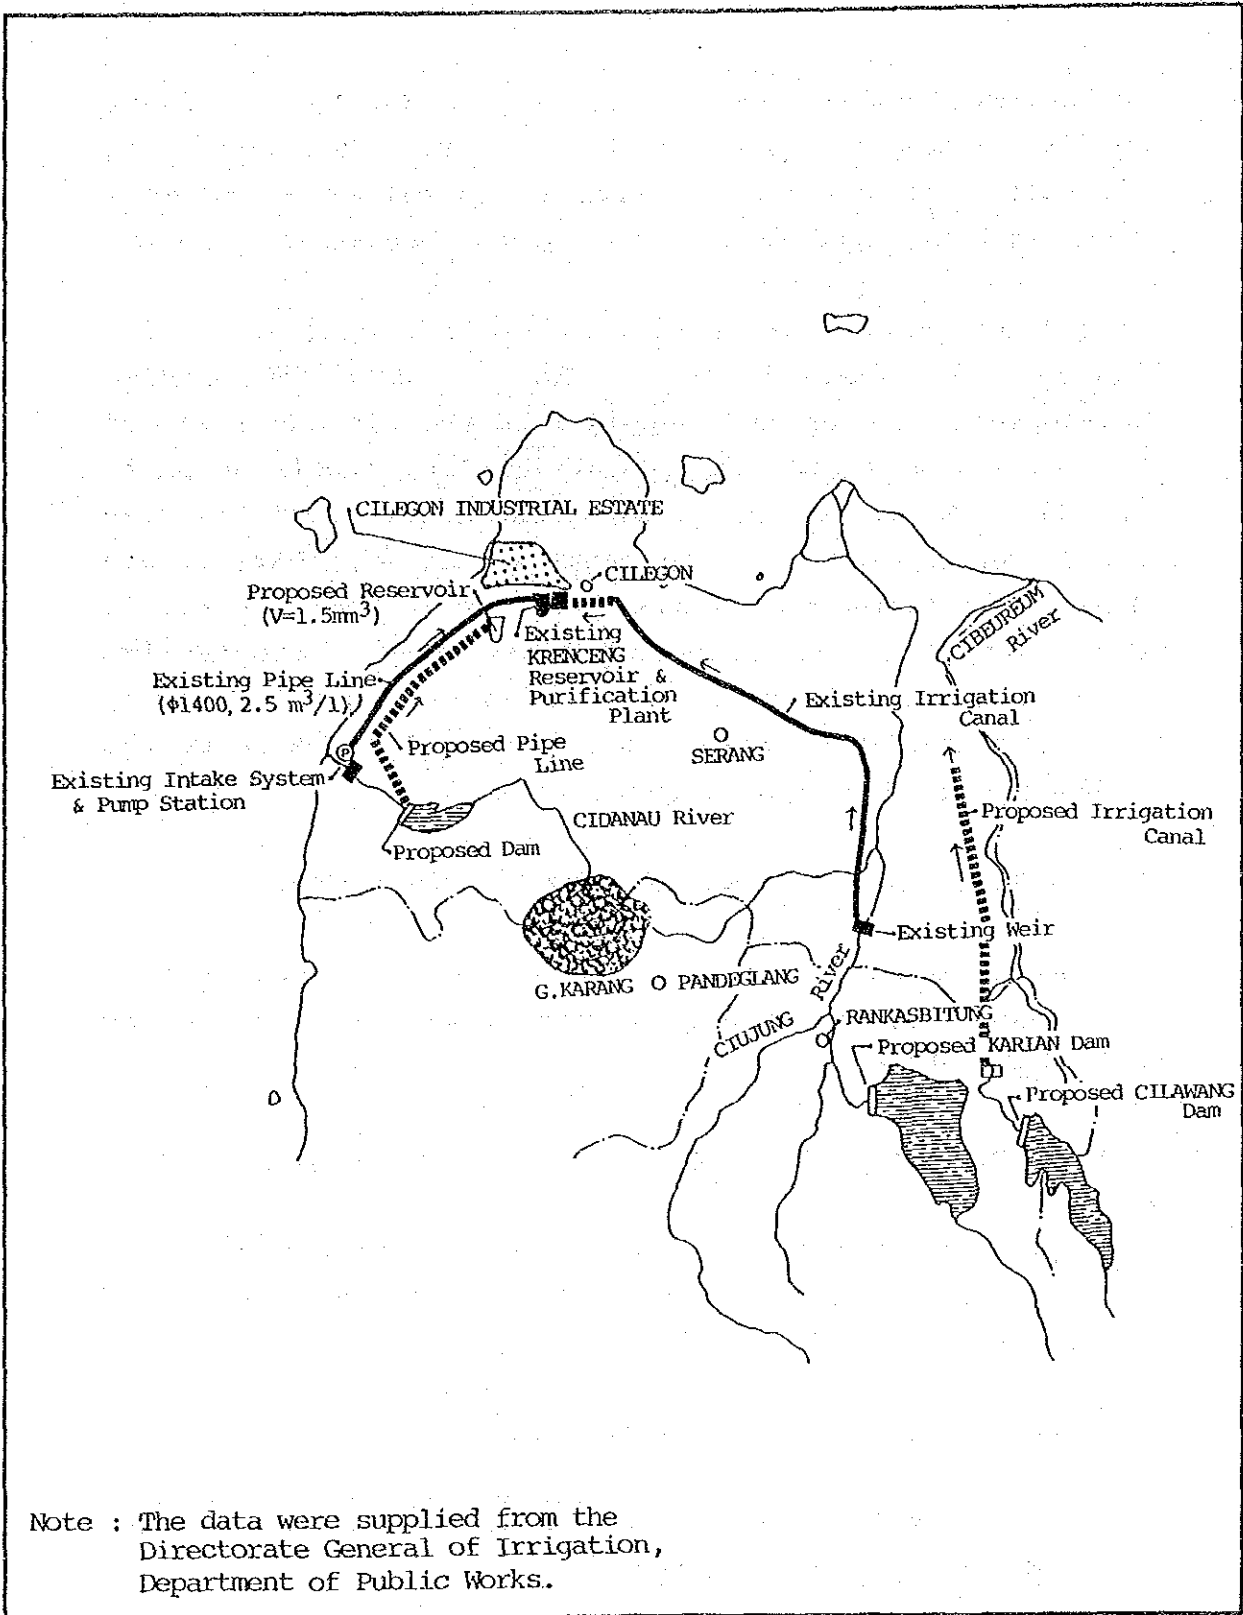 CILEGON INDUSTRIAL ESTATE
CILEGON
Proposed Reservoir
(V=1.5mm³)
Existing
KRENCENG
Reservoir &
Purification
Plant
CIBEUREUM
River
Existing Pipe Line
(Φ1400, 2.5 m³/l)
Existing Irrigation
Canal
Proposed Pipe
Line
SERANG
P
Existing Intake System
& Pump Station
CIDANAU River
Proposed Irrigation
Canal
Proposed Dam
Existing Weir
G.KARANG
PANDEGLANG
CIUJUNG
River
RANKASBITUNG
Proposed KARIAN Dam
Proposed CILAWANG
Dam
Note : The data were supplied from the
Directorate General of Irrigation,
Department of Public Works.